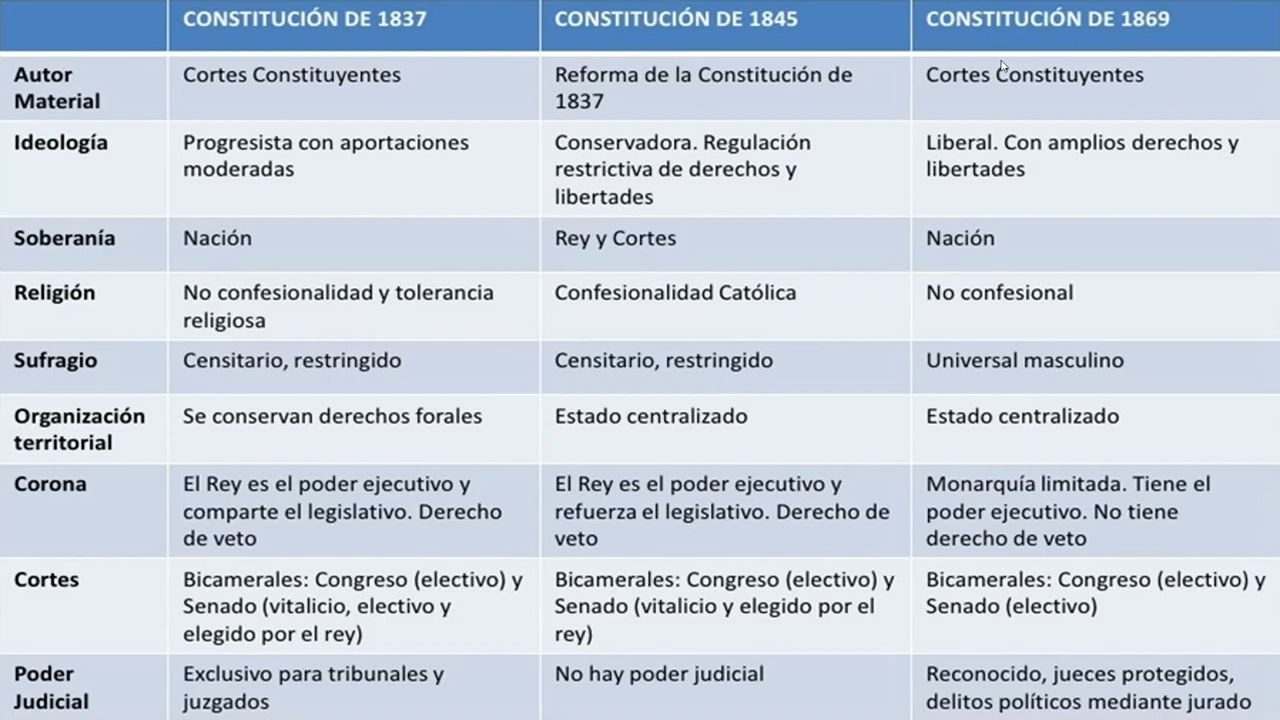 CONSTITUCIÓN DE 1837
CONSTITUCIÓN DE 1845
CONSTITUCIÓN DE 1869
Autor
Material
Cortes Constituyentes
Reforma de la Constitución de
1837
Cortes Constituyentes
Ideología
Progresista con aportaciones
moderadas
Conservadora. Regulación
restrictiva de derechos y
libertades
Liberal. Con amplios derechos y
libertades
Soberanía
Nación
Rey y Cortes
Nación
Religión
No confesionalidad y tolerancia
religiosa
Confesionalidad Católica
No confesional
Sufragio
Censitario, restringido
Censitario, restringido
Universal masculino
Organización
territorial
Se conservan derechos forales
Estado centralizado
Estado centralizado
Corona
El Rey es el poder ejecutivo y
comparte el legislativo. Derecho
de veto
El Rey es el poder ejecutivo y
refuerza el legislativo. Derecho de
veto
Monarquía limitada. Tiene el
poder ejecutivo. No tiene
derecho de veto
Cortes
Bicamerales: Congreso (electivo) y
Senado (vitalicio, electivo y
elegido por el rey)
Bicamerales: Congreso (electivo) y
Senado (vitalicio y elegido por el
rey)
Bicamerales: Congreso (electivo) y
Senado (electivo)
Poder
Judicial
Exclusivo para tribunales y
juzgados
No hay poder judicial
Reconocido, jueces protegidos,
delitos políticos mediante jurado